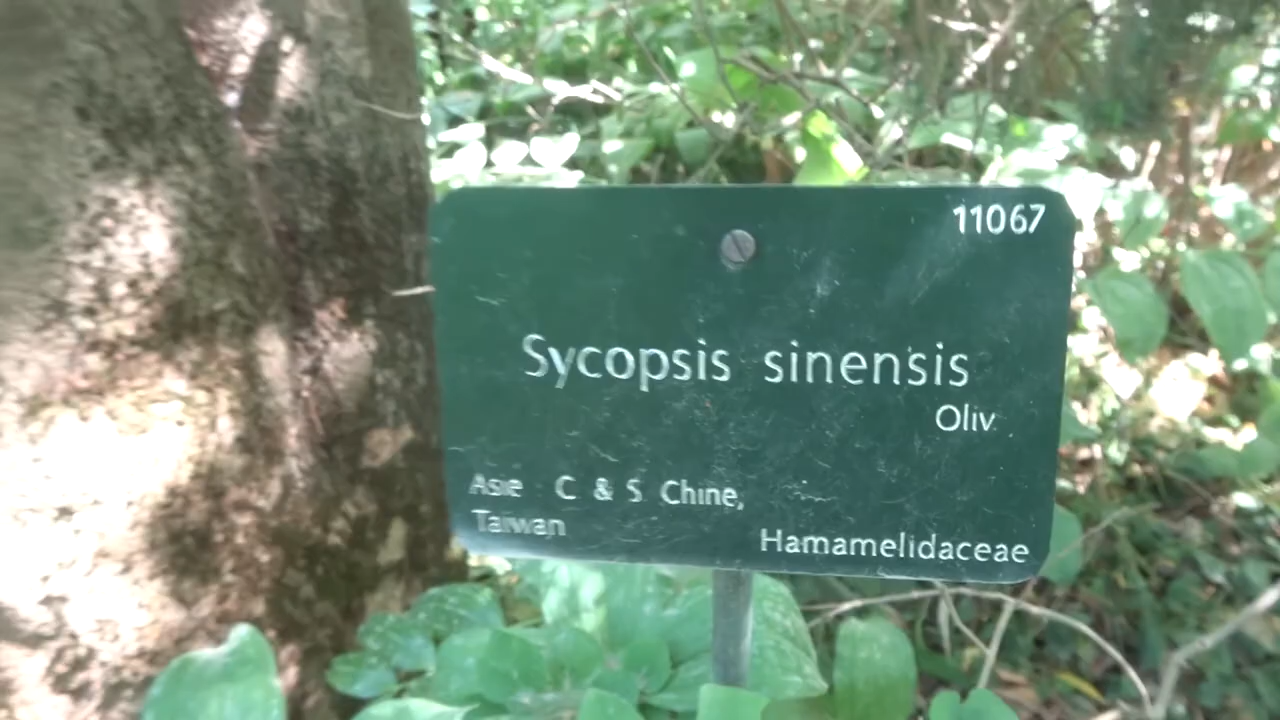 11067
Sycopsis sinensis
Oliv.
Asie C & S Chine,
Taiwan
Hamamelidaceae